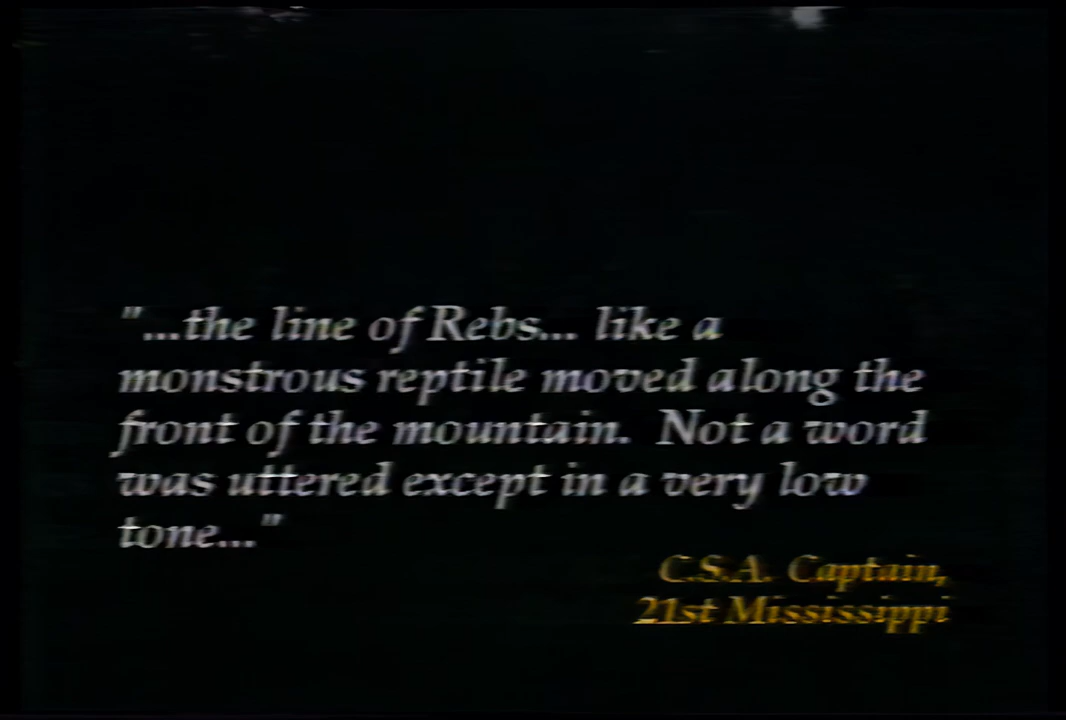 "...the line of Rebs... like a
monstrous reptile moved along the
front of the mountain.  Not a word
was uttered except in a very low
tone..."
C.S.A. Captain,
21st Mississippi